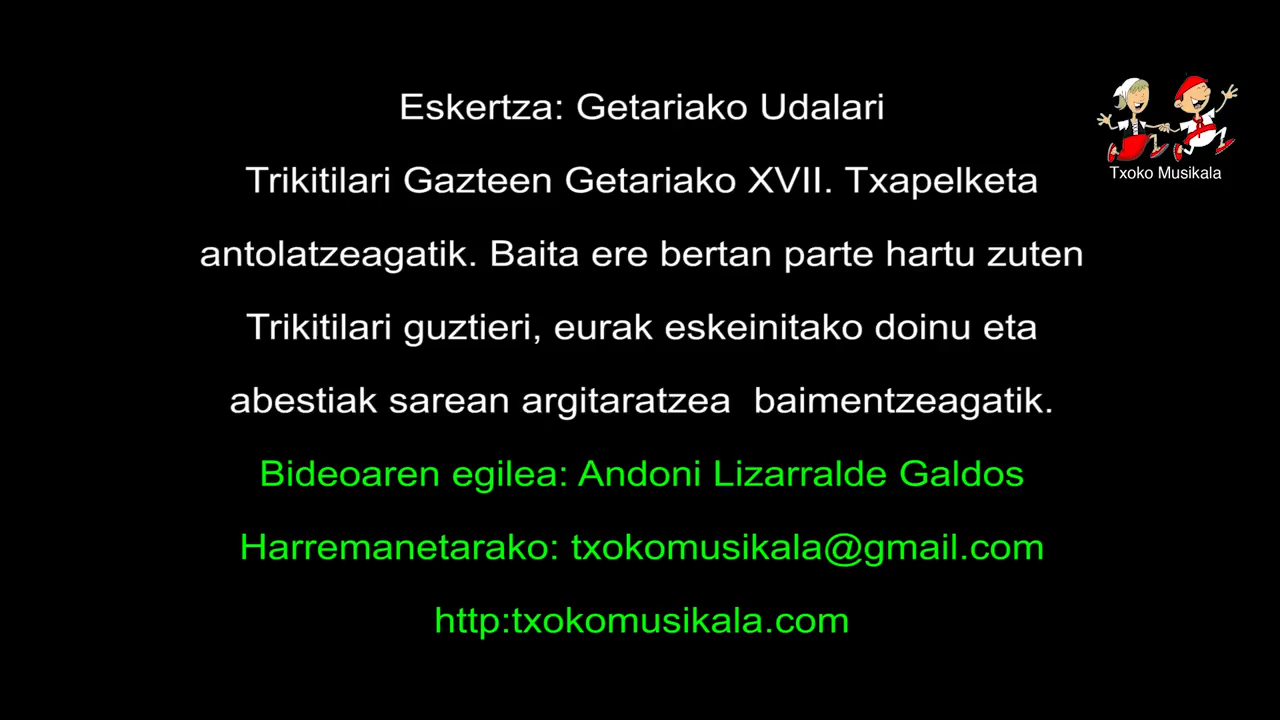 Eskertza: Getariako Udalari
Trikitilari Gazteen Getariako XVII. Txapelketa
antolatzeagatik. Baita ere bertan parte hartu zuten
Trikitilari guztieri, eurak eskeinitako doinu eta
abestiak sarean argitaratzea  baimentzeagatik.
Bideoaren egilea: Andoni Lizarralde Galdos
Harremanetarako: txokomusikala@gmail.com
http:txokomusikala.com
Txoko Musikala